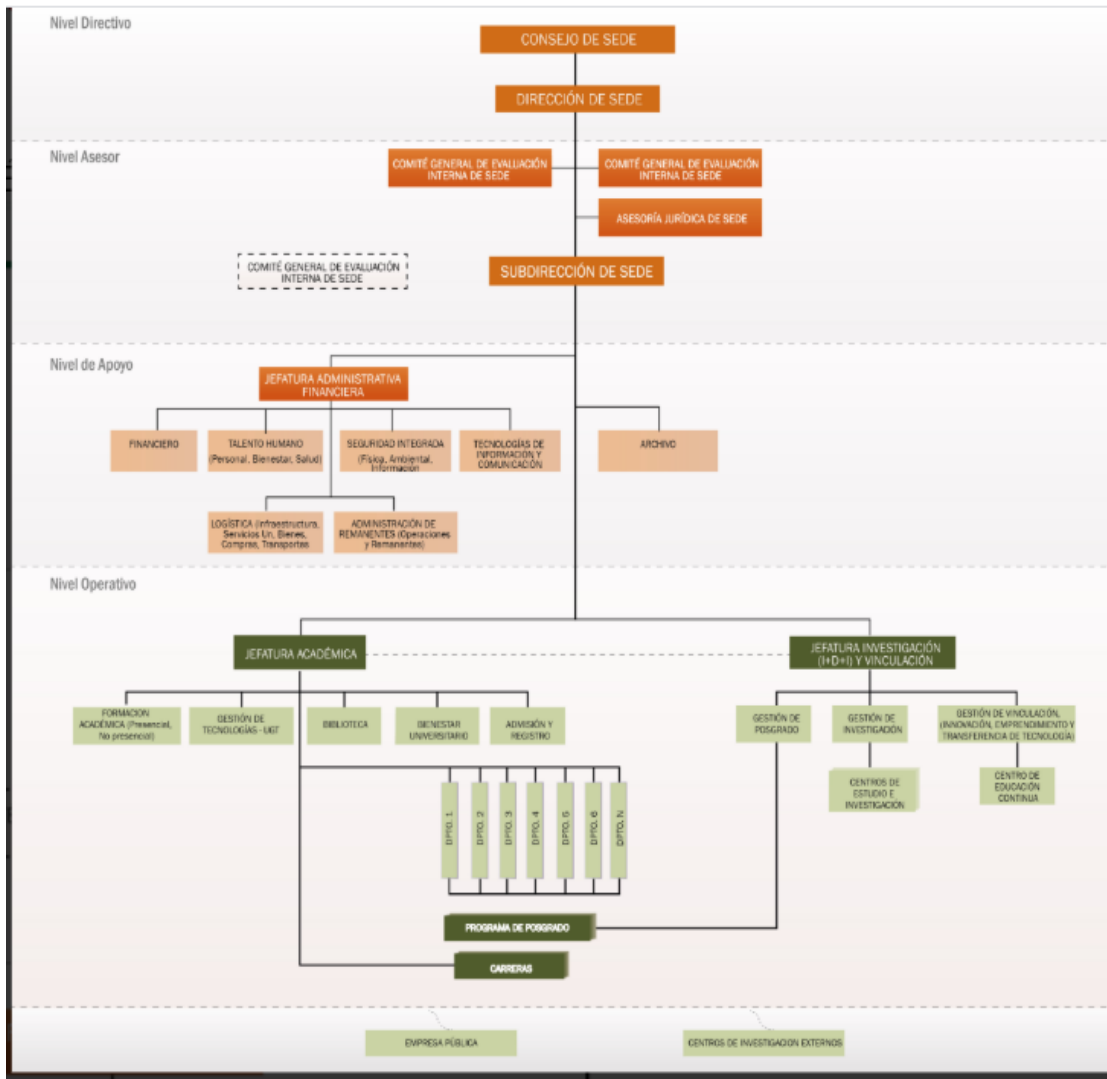 Nivel Directivo
CONSEJO DE SEDE
DIRECCIÓN DE SEDE
Nivel Asesor
COMITÉ GENERAL DE EVALUACIÓN
INTERNA DE SEDE
COMITÉ GENERAL DE EVALUACIÓN
INTERNA DE SEDE
ASESORÍA JURÍDICA DE SEDE
COMITÉ GENERAL DE EVALUACIÓN
INTERNA DE SEDE
SUBDIRECCIÓN DE SEDE
Nivel de Apoyo
JEFATURA ADMINISTRATIVA
FINANCIERA
FINANCIERO
TALENTO HUMANO
(Personal, Bienestar, Salud)
SEGURIDAD INTEGRADA
(Física, Ambiental,
Información
TECNOLOGÍAS DE
INFORMACIÓN Y
COMUNICACIÓN
ARCHIVO
LOGÍSTICA (Infraestructura,
Servicios Un, Bienes,
Compras, Transportes
ADMINISTRACIÓN DE
REMANENTES (Operaciones
y Remanentes)
Nivel Operativo
JEFATURA ACADÉMICA
JEFATURA INVESTIGACIÓN
(I+D+I) Y VINCULACIÓN
FORMACION
ACADÉMICA (Presencial,
No presencial)
GESTIÓN DE
TECNOLOGÍAS - UGT
BIBLIOTECA
BIENESTAR
UNIVERSITARIO
ADMISIÓN Y
REGISTRO
GESTIÓN DE
POSGRADO
GESTIÓN DE
INVESTIGACIÓN
GESTIÓN DE VINCULACIÓN,
(INNOVACIÓN, EMPRENDIMIENTO Y
TRANSFERENCIA DE TECNOLOGÍA)
CENTROS DE
ESTUDIO E
INVESTIGACIÓN
CENTRO DE
EDUCACIÓN
CONTINUA
DPTO. 1
DPTO. 2
DPTO. 3
DPTO. 4
DPTO. 5
DPTO. 6
DPTO. N
PROGRAMA DE POSGRADO
CARRERAS
EMPRESA PÚBLICA
CENTROS DE INVESTIGACION EXTERNOS